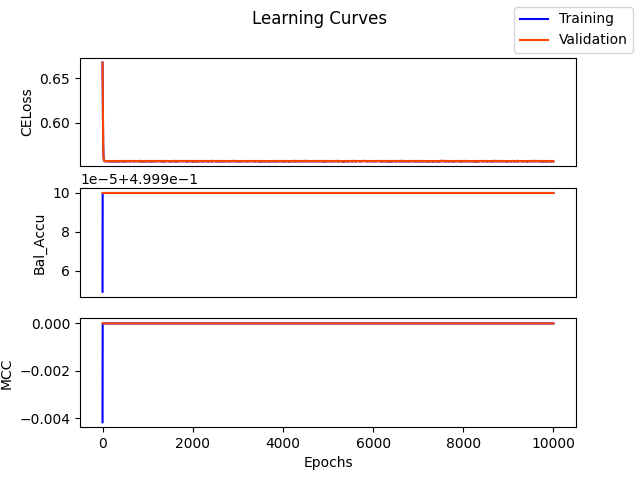 Learning Curves
Training
Validation
CELoss
0.65
0.60
1e−5+4.999e−1
Bal_Accu
10
8
6
MCC
0.000
−0.002
−0.004
0 2000 4000 6000 8000 10000
Epochs